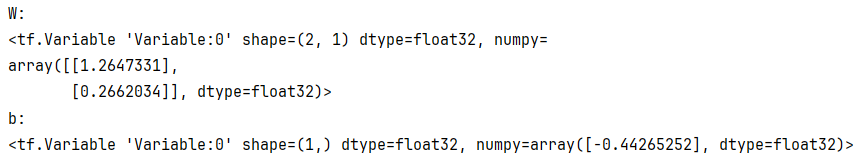 W:
<tf.Variable 'Variable:0' shape=(2, 1) dtype=float32, numpy=
array([[1.2647331],
       [0.2662034]], dtype=float32)>
b:
<tf.Variable 'Variable:0' shape=(1,) dtype=float32, numpy=array([-0.44265252], dtype=float32)>